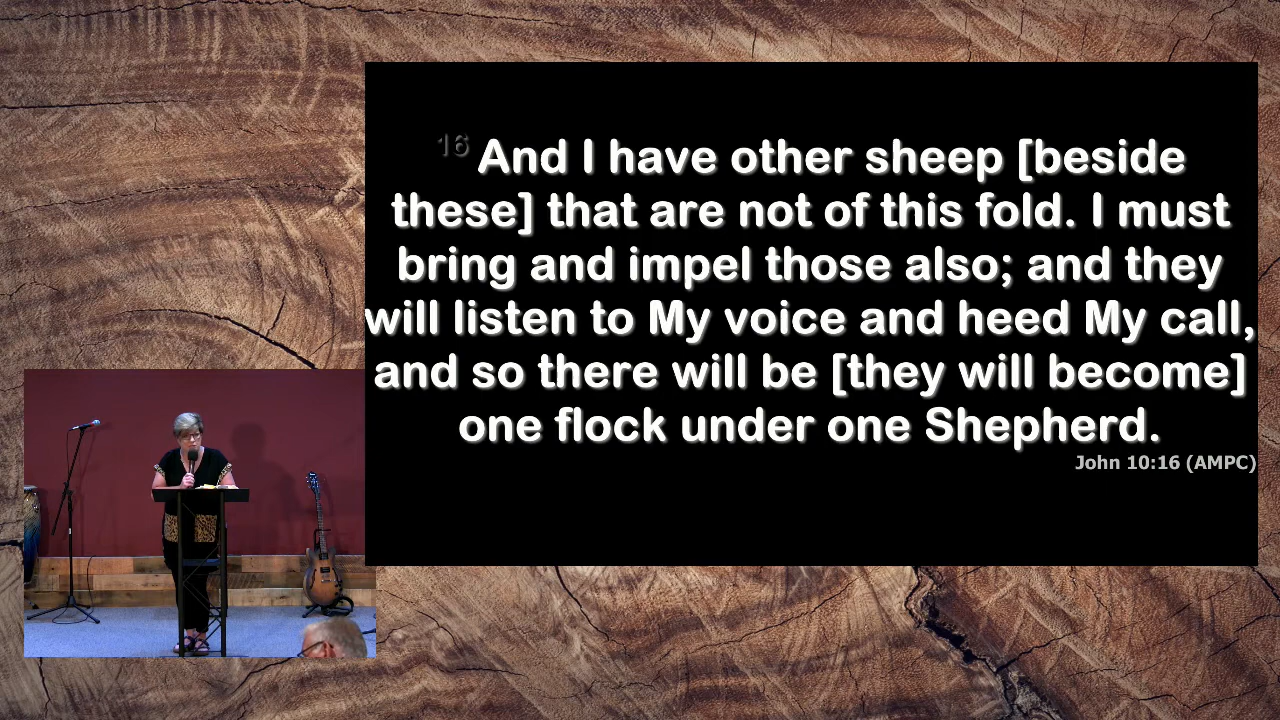 16 And I have other sheep [beside
these] that are not of this fold. I must
bring and impel those also; and they
will listen to My voice and heed My call,
and so there will be [they will become]
one flock under one Shepherd.
John 10:16 (AMPC)